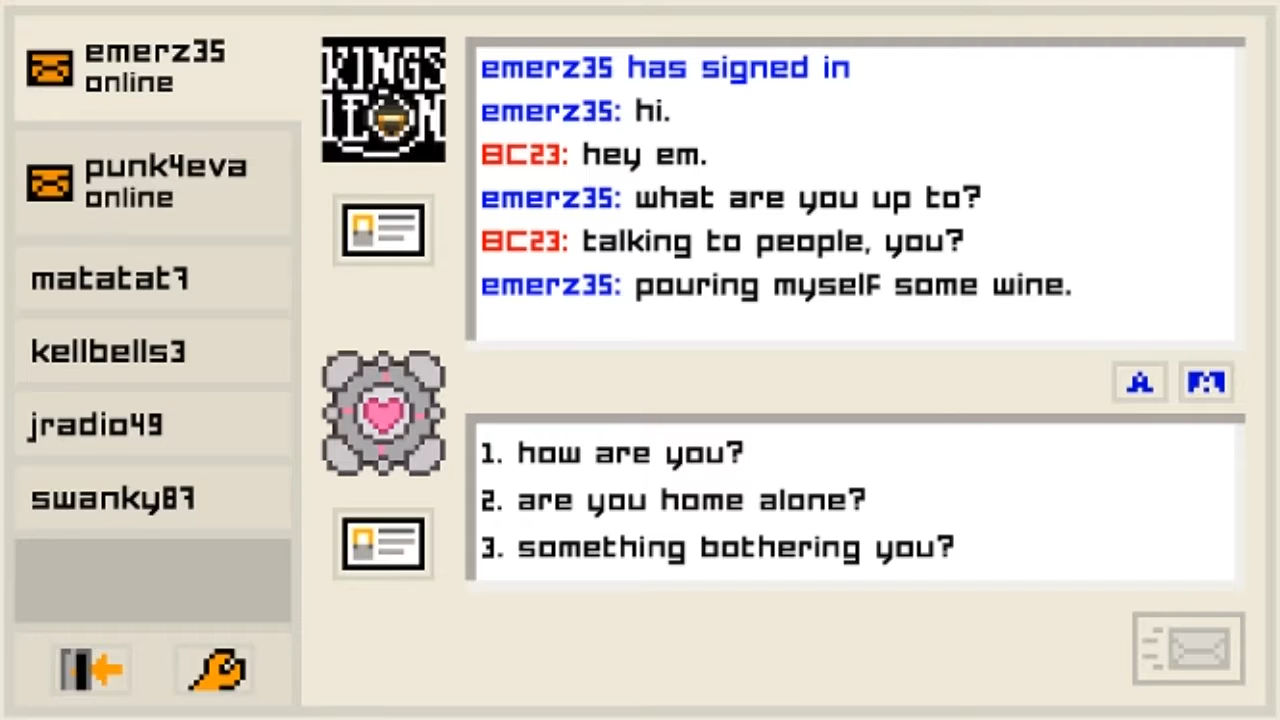 emerz35
online
punk4eva
online
matatat7
kellbells3
jradio49
swanky87
KINGS
LEON
emerz35 has signed in
emerz35: hi.
BC23: hey em.
emerz35: what are you up to?
BC23: talking to people, you?
emerz35: pouring myself some wine.
A
1. how are you?
2. are you home alone?
3. something bothering you?